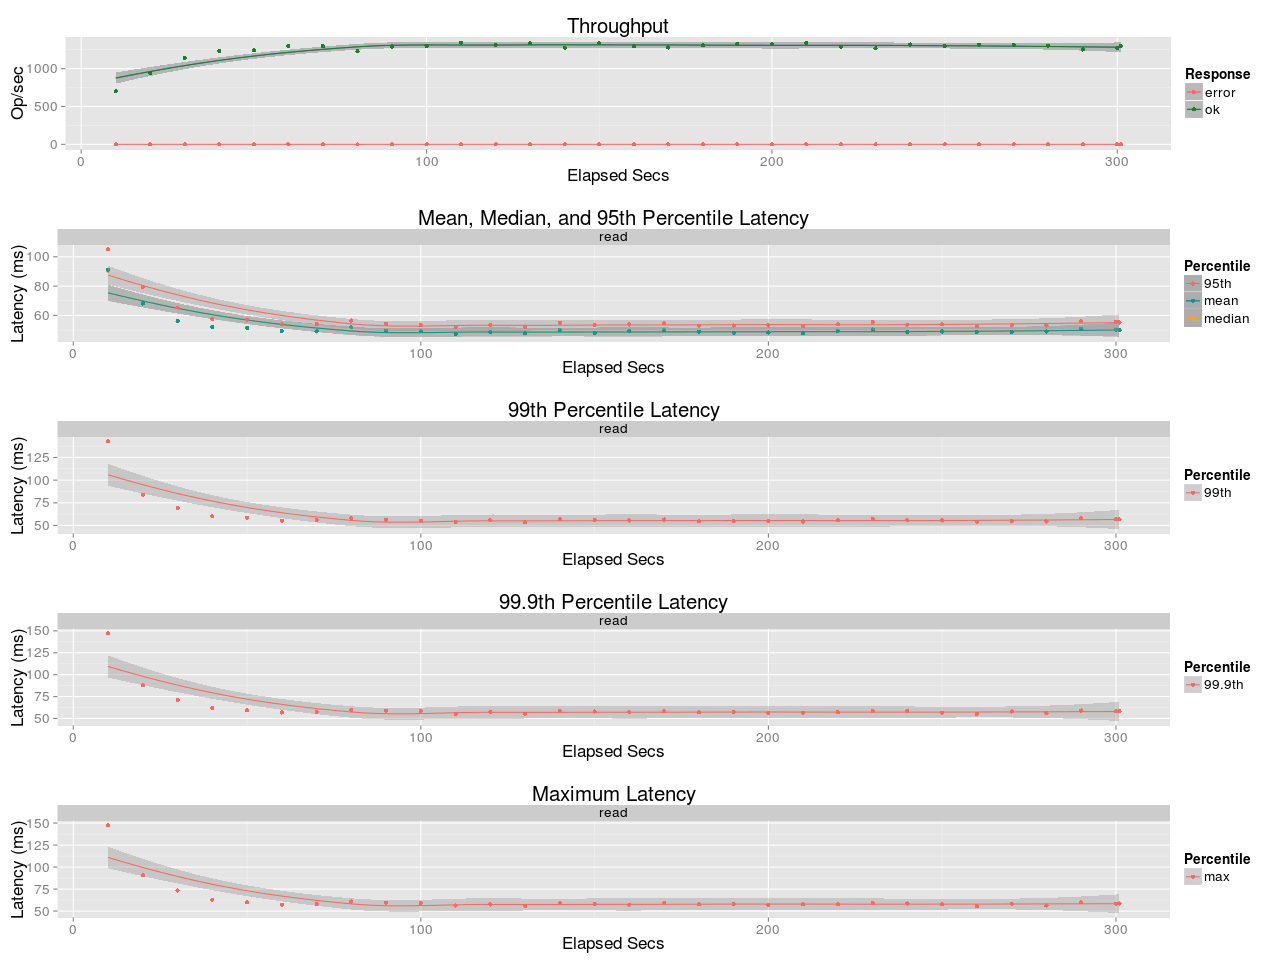 Throughput
Op/sec
1000
500
0
0 100 200 300
Elapsed Secs
Response
error
ok
Mean, Median, and 95th Percentile Latency
read
Latency (ms)
100
80
60
0 100 200 300
Elapsed Secs
Percentile
95th
mean
median
99th Percentile Latency
read
Latency (ms)
125
100
75
50
0 100 200 300
Elapsed Secs
Percentile
99th
99.9th Percentile Latency
read
Latency (ms)
150
125
100
75
50
0 100 200 300
Elapsed Secs
Percentile
99.9th
Maximum Latency
read
Latency (ms)
150
125
100
75
50
0 100 200 300
Elapsed Secs
Percentile
max